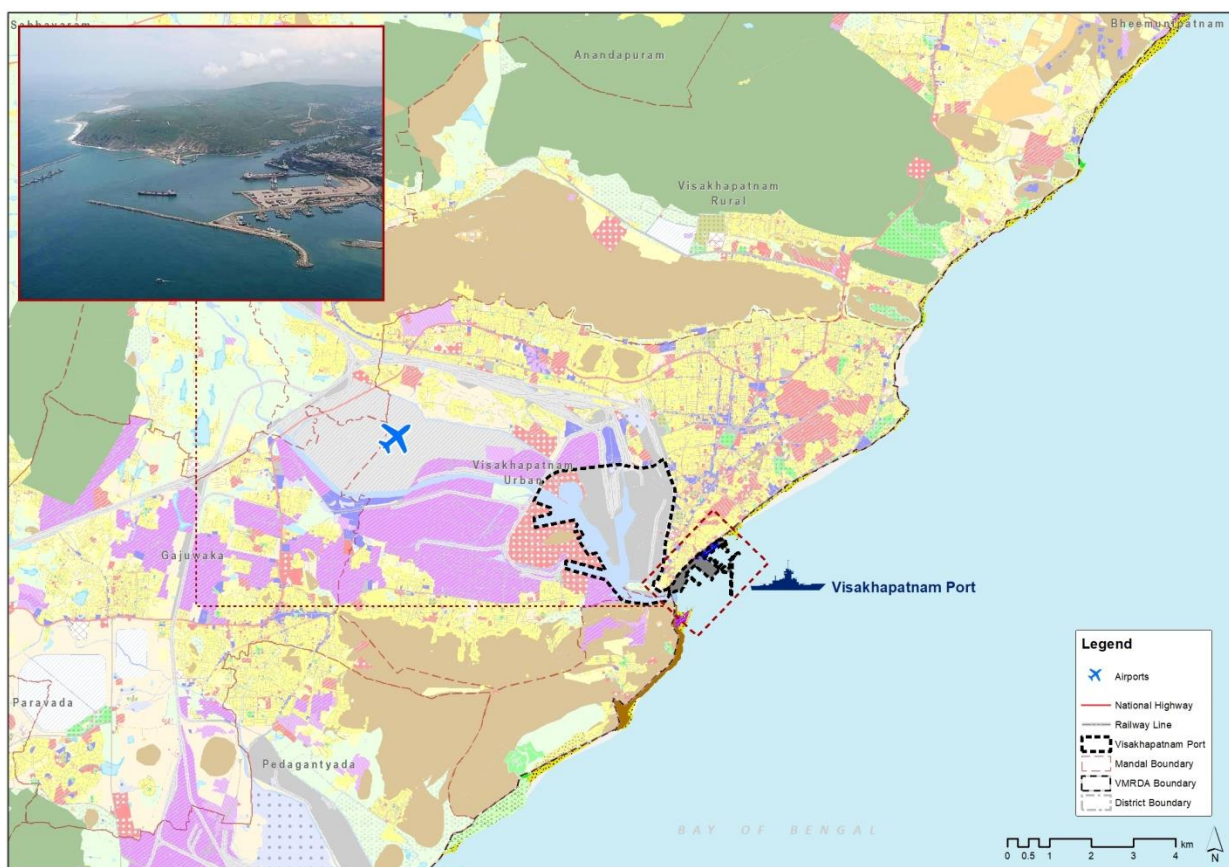 Sabbavaram
Bheemunipatnam
Anandapuram
Visakhapatnam
Rural
Visakhapatnam
Urban
Gajuwaka
Visakhapatnam Port
Paravada
Pedagantyada
BAY OF BENGAL
Legend
Airports
National Highway
Railway Line
Visakhapatnam Port
Mandal Boundary
VMRDA Boundary
District Boundary
0 0.5 1 2 3 4
km
N